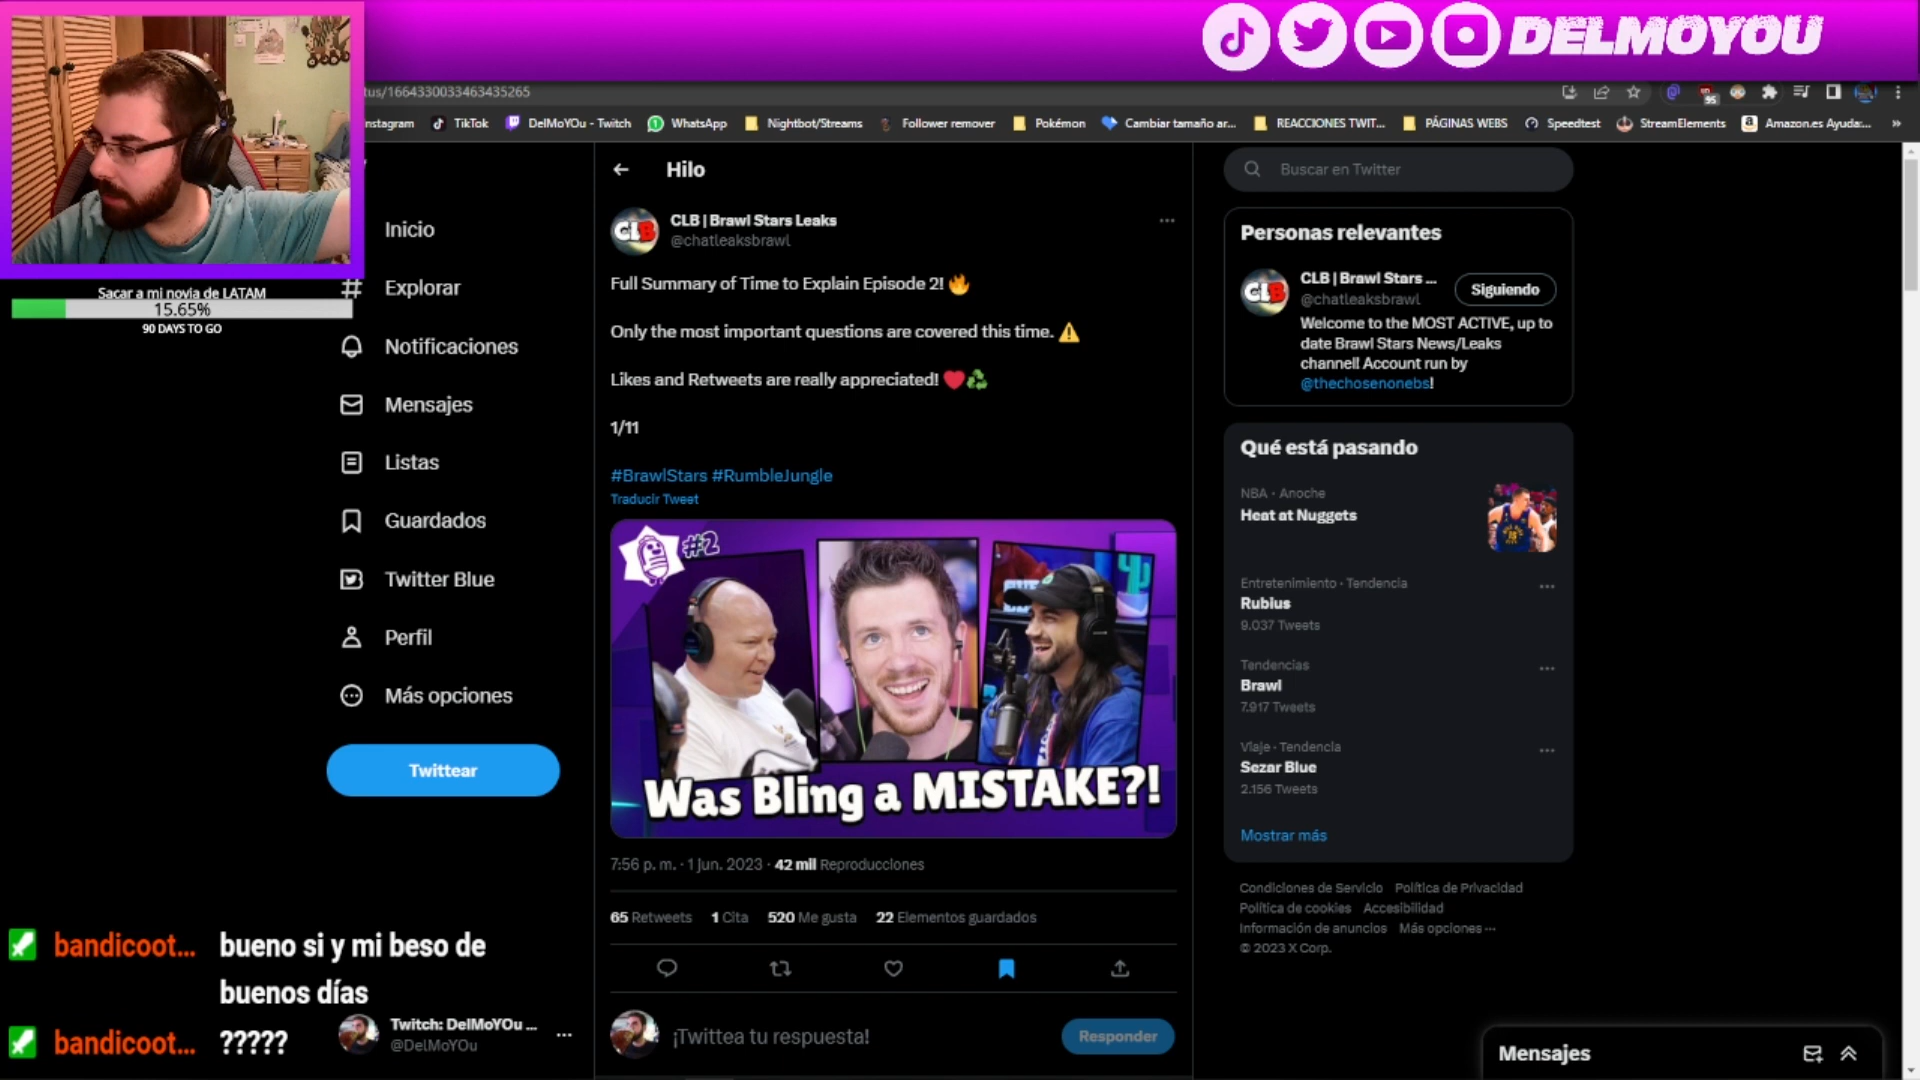 DELMOYOU
tus/1664330033463435265
nstagram TikTok DelMoYOu - Twitch WhatsApp Nightbot/Streams Follower remover Pokémon Cambiar tamaño ar... REACCIONES TWIT... PÁGINAS WEBS Speedtest StreamElements Amazon.es Ayuda:... »
95
Sacar a mi novia de LATAM
15.65%
90 DAYS TO GO
Inicio
Explorar
Notificaciones
Mensajes
Listas
Guardados
Twitter Blue
Perfil
Más opciones
Twittear
Hilo
CLB
CLB | Brawl Stars Leaks
@chatleaksbrawl
Full Summary of Time to Explain Episode 2! 🔥
Only the most important questions are covered this time. ⚠️
Likes and Retweets are really appreciated! ❤️♻️
1/11
#BrawlStars #RumbleJungle
Traducir Tweet
#2
Was Bling a MISTAKE?!
7:56 p. m. · 1 jun. 2023 · 42 mil Reproducciones
65 Retweets 1 Cita 520 Me gusta 22 Elementos guardados
¡Twittea tu respuesta!
Responder
Buscar en Twitter
Personas relevantes
CLB
CLB | Brawl Stars ...
@chatleaksbrawl
Siguiendo
Welcome to the MOST ACTIVE, up to
date Brawl Stars News/Leaks
channel! Account run by
@thechosenonebs!
Qué está pasando
NBA · Anoche
Heat at Nuggets
Entretenimiento · Tendencia
Rubius
9.037 Tweets
Tendencias
Brawl
7.917 Tweets
Viaje · Tendencia
Sezar Blue
2.156 Tweets
Mostrar más
Condiciones de Servicio Política de Privacidad
Política de cookies Accesibilidad
Información de anuncios Más opciones ···
© 2023 X Corp.
Mensajes
bandicoot... bueno si y mi beso de
buenos días
bandicoot... ?????
Twitch: DelMoYOu ...
@DelMoYOu